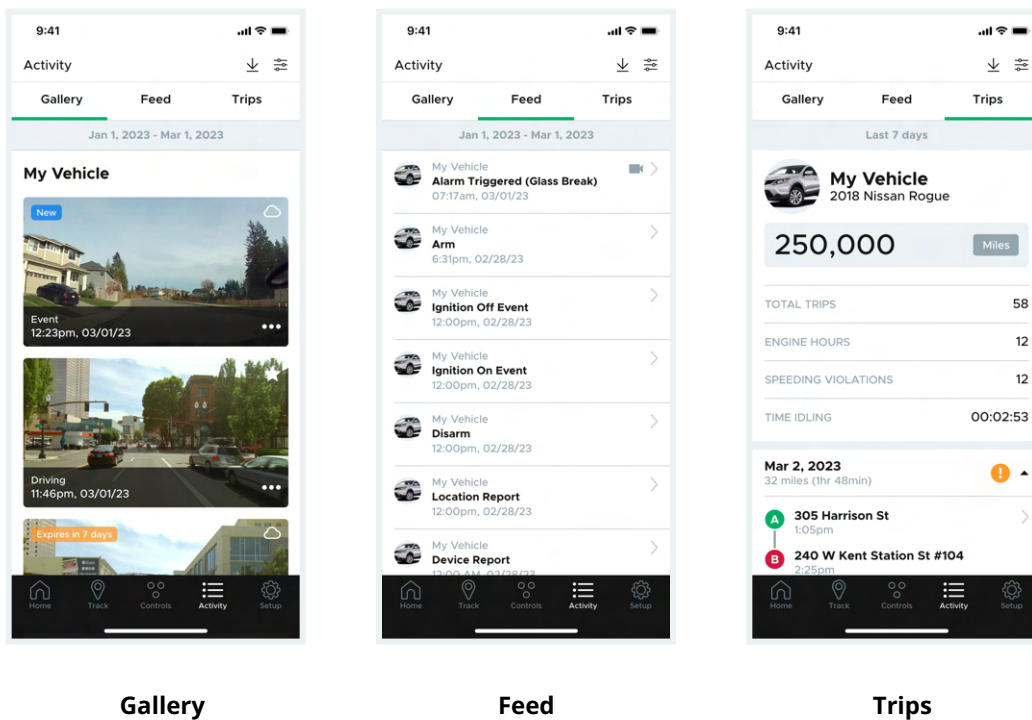 9:41
Activity
Gallery Feed Trips
Jan 1, 2023 - Mar 1, 2023
My Vehicle
New
Event
12:23pm, 03/01/23
Driving
11:46pm, 03/01/23
Expires in 7 days
Home Track Controls Activity Setup
Gallery
9:41
Activity
Gallery Feed Trips
Jan 1, 2023 - Mar 1, 2023
My Vehicle
Alarm Triggered (Glass Break)
07:17am, 03/01/23
My Vehicle
Arm
6:31pm, 02/28/23
My Vehicle
Ignition Off Event
12:00pm, 02/28/23
My Vehicle
Ignition On Event
12:00pm, 02/28/23
My Vehicle
Disarm
12:00pm, 02/28/23
My Vehicle
Location Report
12:00pm, 02/28/23
My Vehicle
Device Report
12:00 AM, 02/28/23
Home Track Controls Activity Setup
Feed
9:41
Activity
Gallery Feed Trips
Last 7 days
My Vehicle
2018 Nissan Rogue
250,000 Miles
TOTAL TRIPS 58
ENGINE HOURS 12
SPEEDING VIOLATIONS 12
TIME IDLING 00:02:53
Mar 2, 2023
32 miles (1hr 48min)
A 305 Harrison St
1:05pm
B 240 W Kent Station St #104
2:25pm
Home Track Controls Activity Setup
Trips